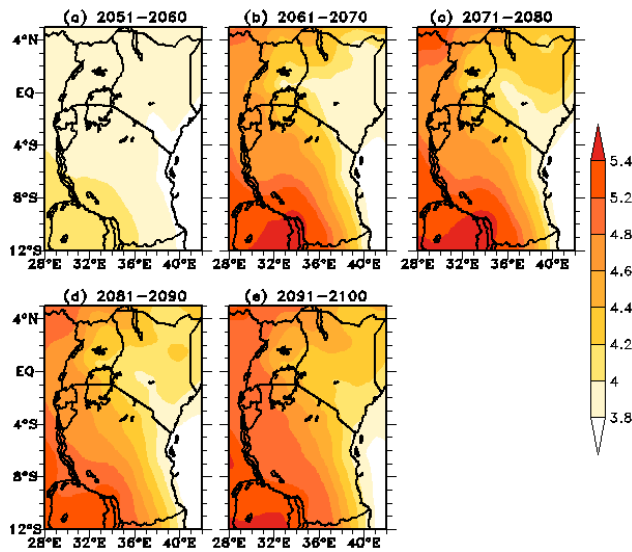 (a) 2051−2060
(b) 2061−2070
(c) 2071−2080
4°N
EQ
4°S
8°S
12°S
28°E 32°E 36°E 40°E
28°E 32°E 36°E 40°E
28°E 32°E 36°E 40°E
5.4
5.2
4.8
4.6
4.4
4.2
4
3.8
(d) 2081−2090
(e) 2091−2100
4°N
EQ
4°S
8°S
12°S
28°E 32°E 36°E 40°E
28°E 32°E 36°E 40°E